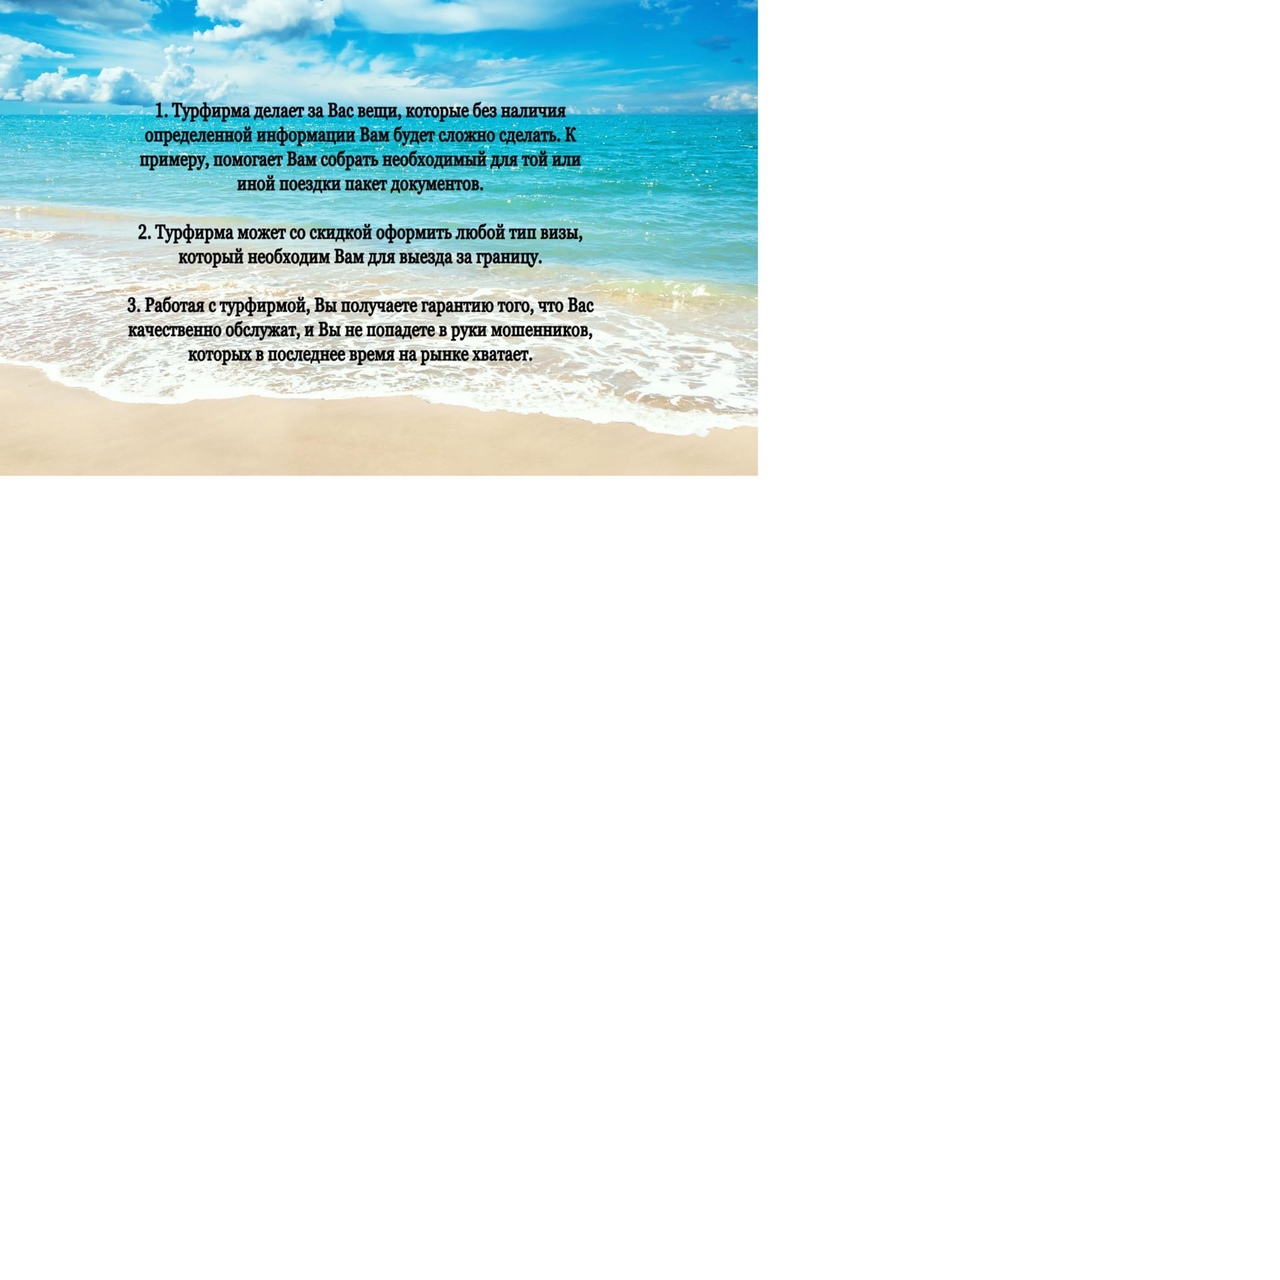 1. Турфирма делает за Вас вещи, которые без наличия
определенной информации Вам будет сложно сделать. К
примеру, помогает Вам собрать необходимый для той или
иной поездки пакет документов.
2. Турфирма может со скидкой оформить любой тип визы,
который необходим Вам для выезда за границу.
3. Работая с турфирмой, Вы получаете гарантию того, что Вас
качественно обслужат, и Вы не попадете в руки мошенников,
которых в последнее время на рынке хватает.